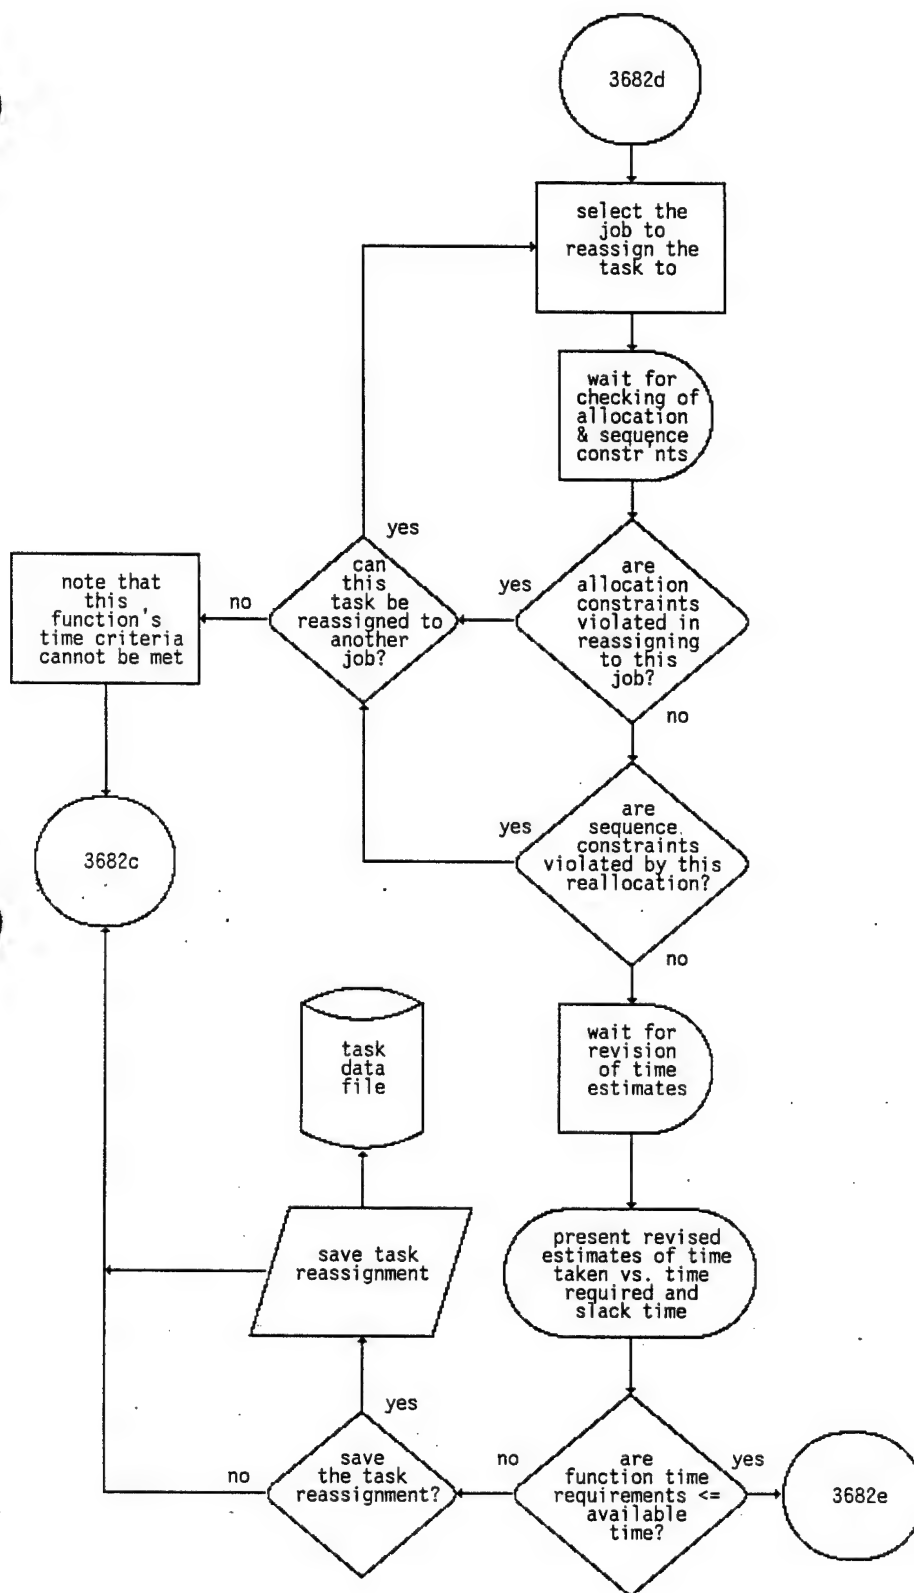 3682d
select the
job to
reassign the
task to
wait for
checking of
allocation
& sequence
constr'nts
yes
can
this
task be
reassigned to
another
job?
yes
are
allocation
constraints
violated in
reassigning
to this
job?
no
note that
this
function's
time criteria
cannot be met
no
3682c
yes
are
sequence
constraints
violated by this
reallocation?
no
task
data
file
wait for
revision
of time
estimates
save task
reassignment
present revised
estimates of time
taken vs. time
required and
slack time
yes
no
save
the task
reassignment?
no
are
function time
requirements <=
available
time?
yes
3682e